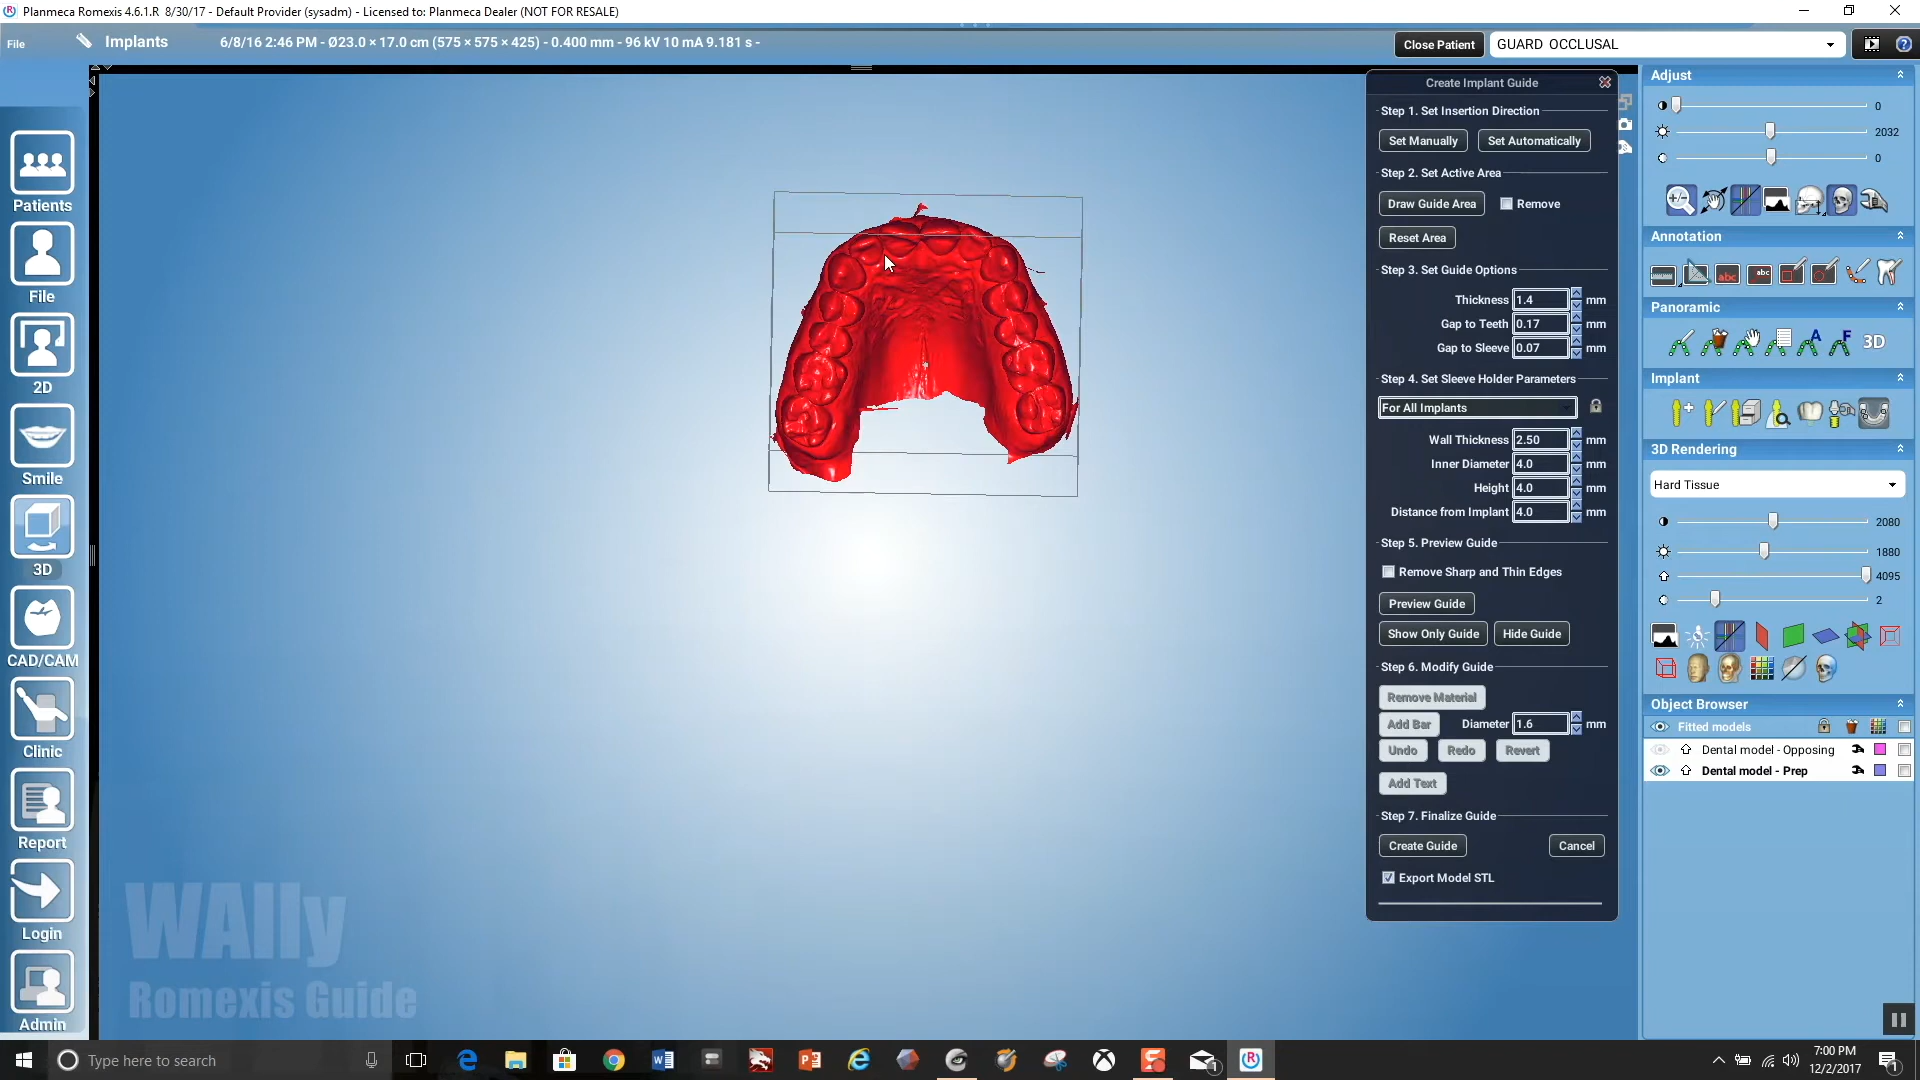 Planmeca Romexis 4.6.1.R 8/30/17 - Default Provider (sysadm) - Licensed to: Planmeca Dealer (NOT FOR RESALE)
File
Implants
6/8/16 2:46 PM - Ø23.0 × 17.0 cm (575 × 575 × 425) - 0.400 mm - 96 kV 10 mA 9.181 s -
Close Patient
GUARD OCCLUSAL
Patients
File
2D
Smile
3D
CAD/CAM
Clinic
Report
Login
Admin
WAlly
Romexis Guide
Create Implant Guide
Step 1. Set Insertion Direction
Set Manually
Set Automatically
Step 2. Set Active Area
Draw Guide Area
Remove
Reset Area
Step 3. Set Guide Options
Thickness 1.4 mm
Gap to Teeth 0.17 mm
Gap to Sleeve 0.07 mm
Step 4. Set Sleeve Holder Parameters
For All Implants
Wall Thickness 2.50 mm
Inner Diameter 4.0 mm
Height 4.0 mm
Distance from Implant 4.0 mm
Step 5. Preview Guide
Remove Sharp and Thin Edges
Preview Guide
Show Only Guide
Hide Guide
Step 6. Modify Guide
Remove Material
Add Bar
Diameter 1.6 mm
Undo
Redo
Revert
Add Text
Step 7. Finalize Guide
Create Guide
Cancel
Export Model STL
Adjust
0
2032
0
Annotation
abc
abc
Panoramic
A
F
3D
Implant
3D Rendering
Hard Tissue
2080
1880
4095
2
Object Browser
Fitted models
Dental model - Opposing
Dental model - Prep
Type here to search
7:00 PM
12/2/2017